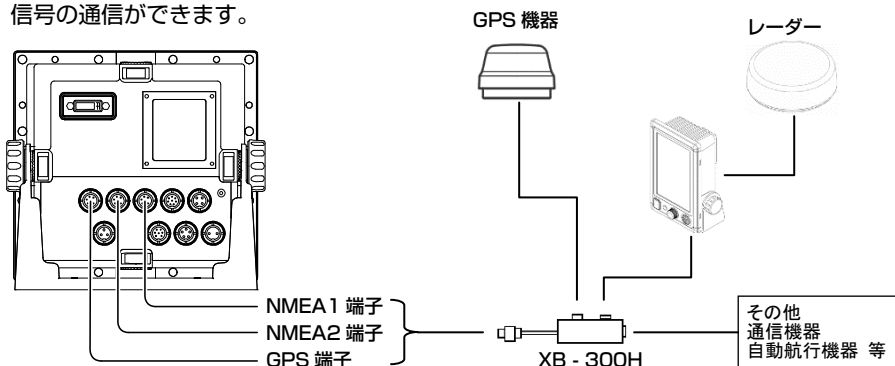 信号の通信ができます。
GPS 機器
レーダー
NMEA1 端子
NMEA2 端子
GPS 端子
XB - 300H
その他
通信機器
自動航行機器 等